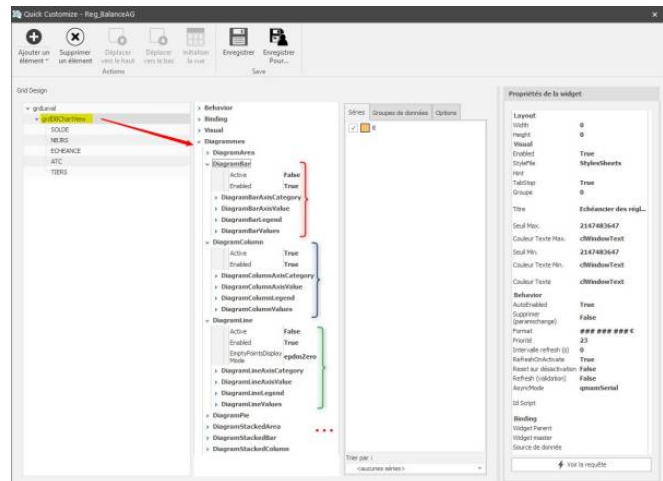 Quick Customize - Reg_BalanceAG
Ajouter un élément
Supprimer un élément
Déplacer vers le haut
Déplacer vers le bas
Initialiser la vue
Enregistrer
Enregistrer Pour...
Actions
Save
Grid Design
grdLevel
grdDBChartView
SOLDE
ECHEANCE
ATC
TIERS
Behavior
Binding
Visual
Diagrammes
DiagramArea
DiagramBar
Active False
Enabled True
DiagramBarAxisCategory
DiagramBarAxisValue
DiagramBarLegend
DiagramBarValues
DiagramColumn
Active True
Enabled True
DiagramColumnAxisCategory
DiagramColumnAxisValue
DiagramColumnLegend
DiagramColumnValues
DiagramLine
Active False
Enabled True
EmptyPointsDisplay Mode epdmZero
DiagramLineAxisCategory
DiagramLineAxisValue
DiagramLineLegend
DiagramLineValues
DiagramPie
DiagramStackedArea
DiagramStackedBar
DiagramStackedColumn
Séries Groupes de données Options
€
Trier par :
<aucunes séries>
Propriétés de la widget
Layout
Width 0
Height 0
Visual
Enabled True
StyleFile StylesSheets
Hint
TabStop True
Groupe 0
Titre Echéancier des régl...
Seuil Max. 2147483647
Couleur Texte Max. clWindowText
Seuil Min. 2147483647
Couleur Texte Min. clWindowText
Couleur Texte clWindowText
Behavior
AutoEnabled True
Supprimer (paramschange) False
Format ### ### ### €
Priorité 23
Intervalle refresh (s) 0
RefreshOnActivate True
Reset sur désactivation False
Refresh (validation) False
AsyncMode qmamSerial
Id Script
Binding
Widget Parent
Widget master
Source de donnée
Voir la requête